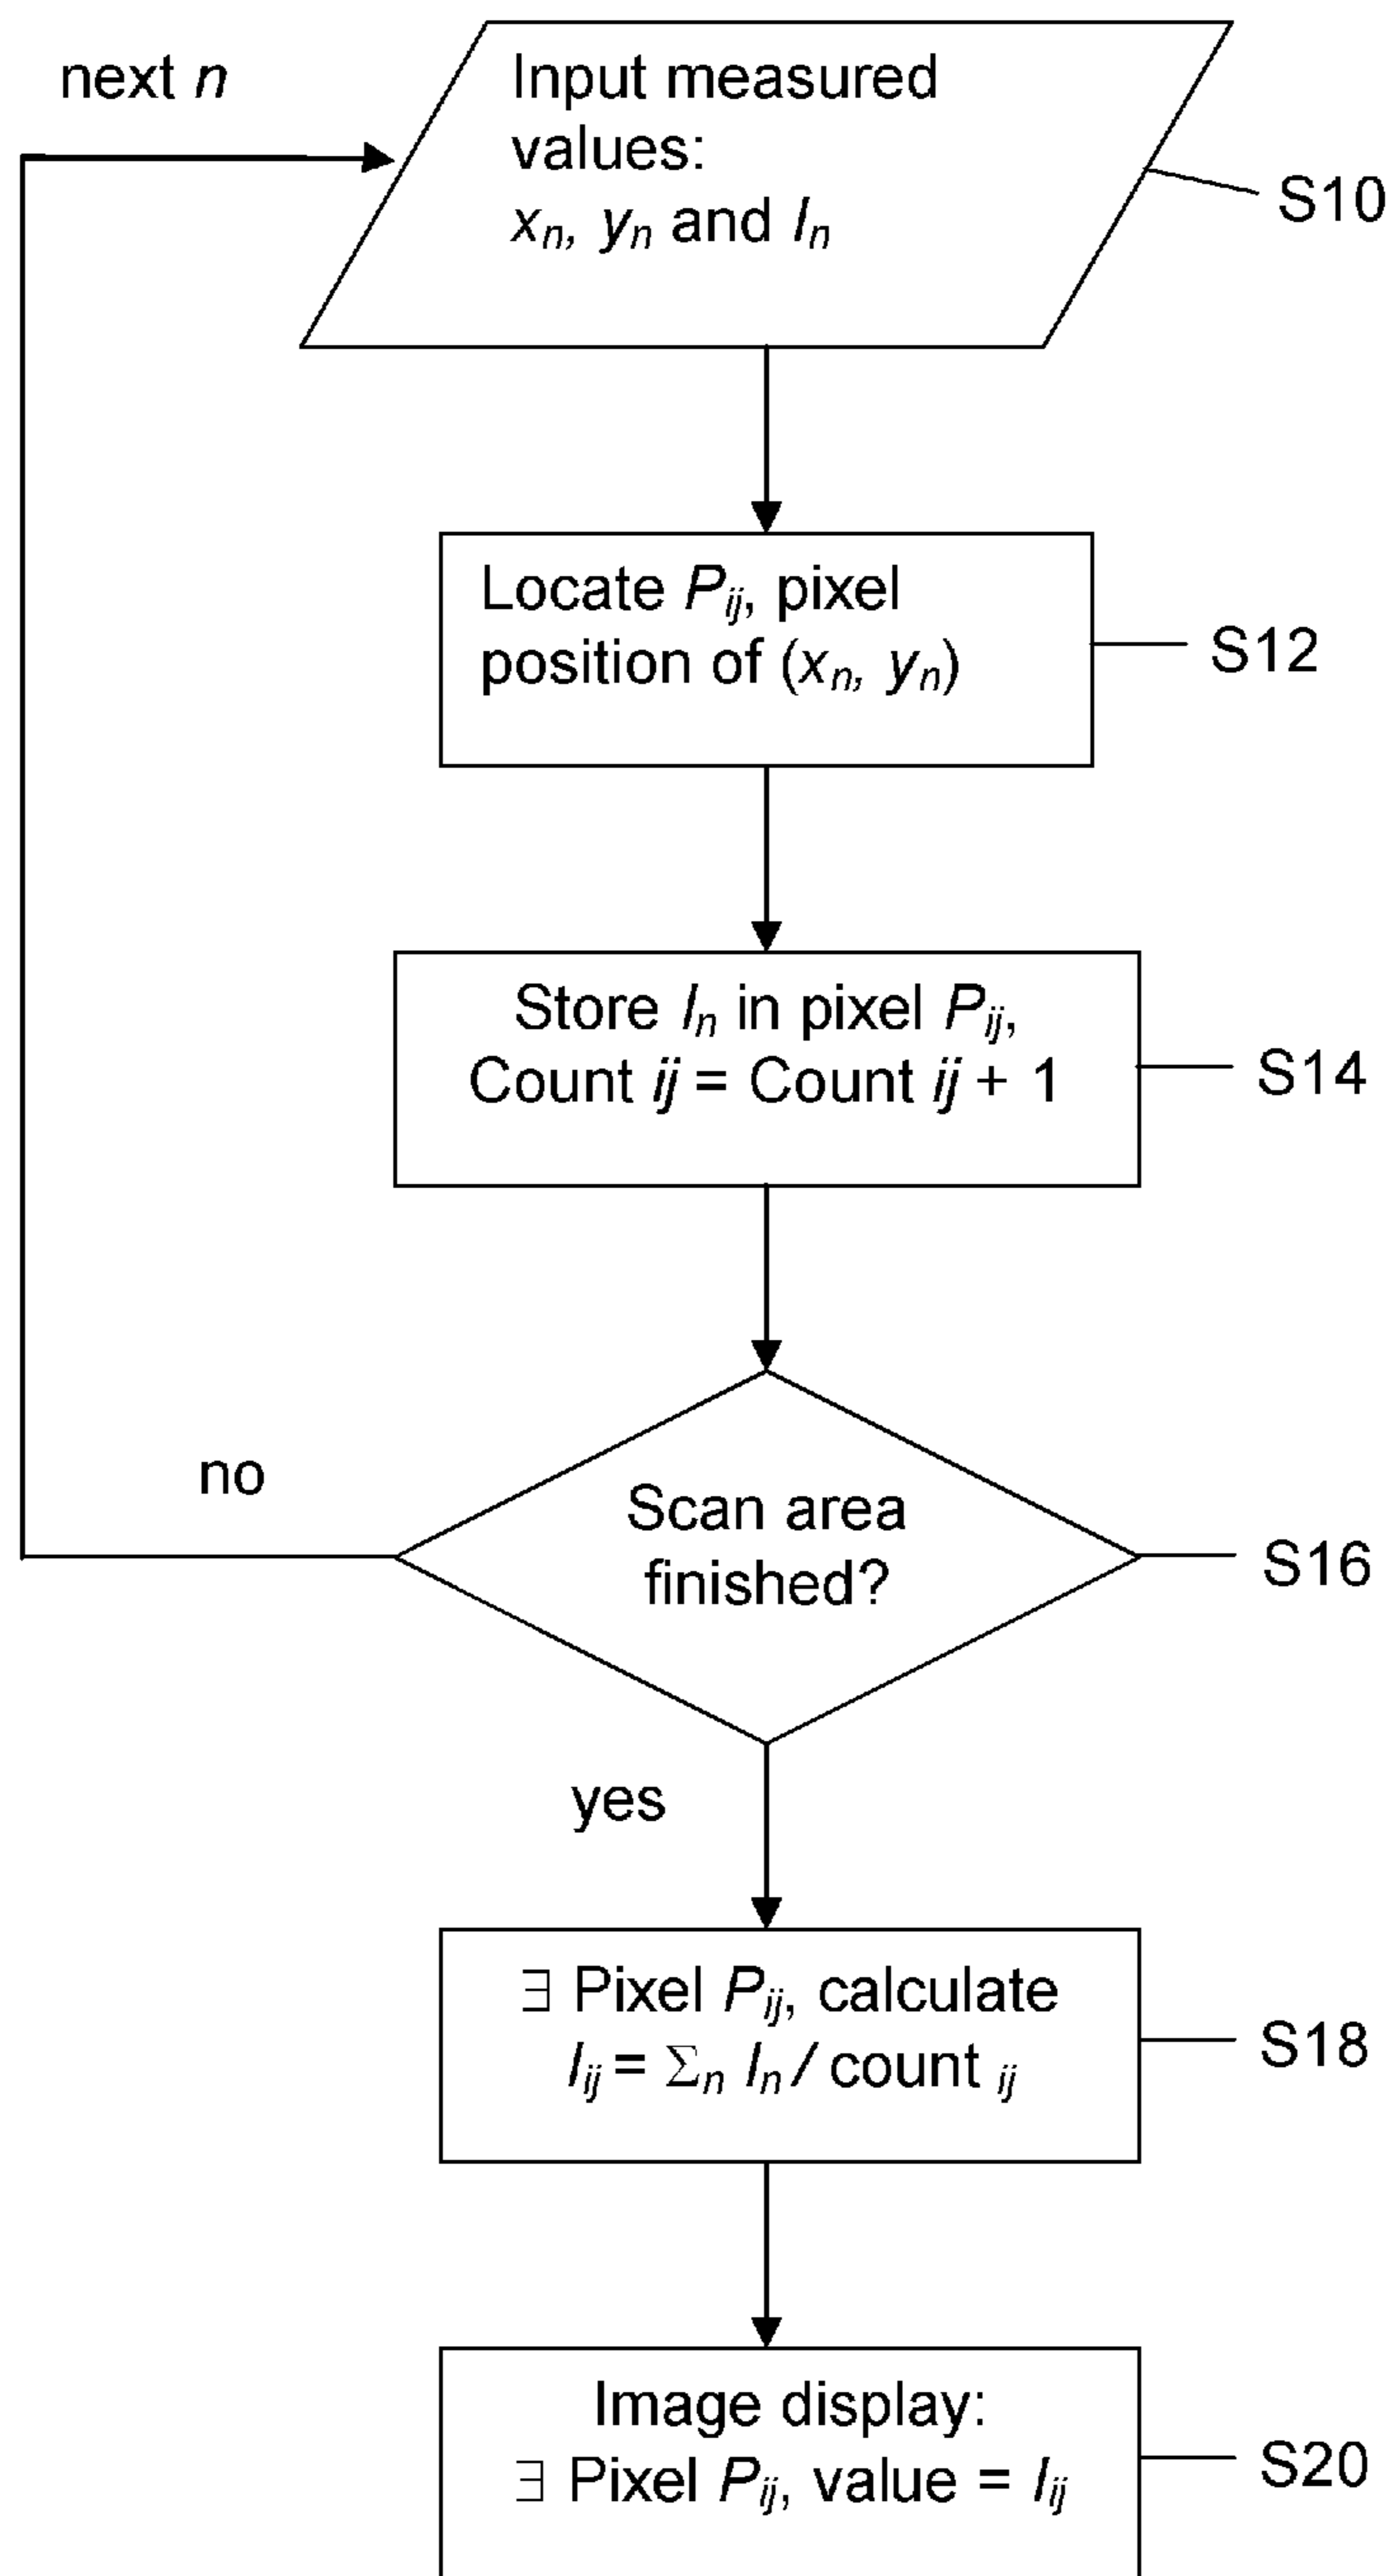 next n
Input measured
values:
xₙ, yₙ and Iₙ
S10
Locate Pᵢⱼ, pixel
position of (xₙ, yₙ)
S12
Store Iₙ in pixel Pᵢⱼ,
Count ij = Count ij + 1
S14
no
Scan area
finished?
S16
yes
∃ Pixel Pᵢⱼ, calculate
Iᵢⱼ = Σₙ Iₙ / count ᵢⱼ
S18
Image display:
∃ Pixel Pᵢⱼ, value = Iᵢⱼ
S20